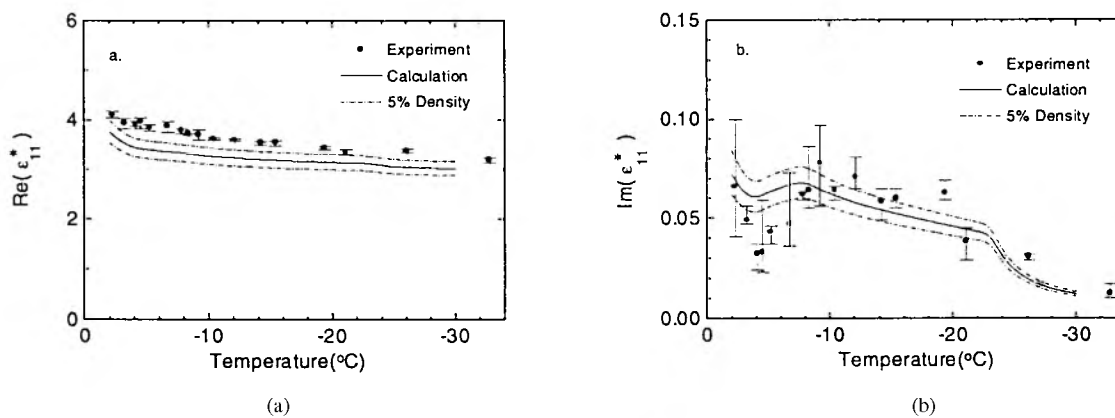 6
4
2
0
Re( ε*11 )
a.
Experiment
Calculation
5% Density
0
-10
-20
-30
Temperature(°C)
(a)
0.15
0.10
0.05
0.00
Im( ε*11 )
b.
Experiment
Calculation
5% Density
0
-10
-20
-30
Temperature(°C)
(b)